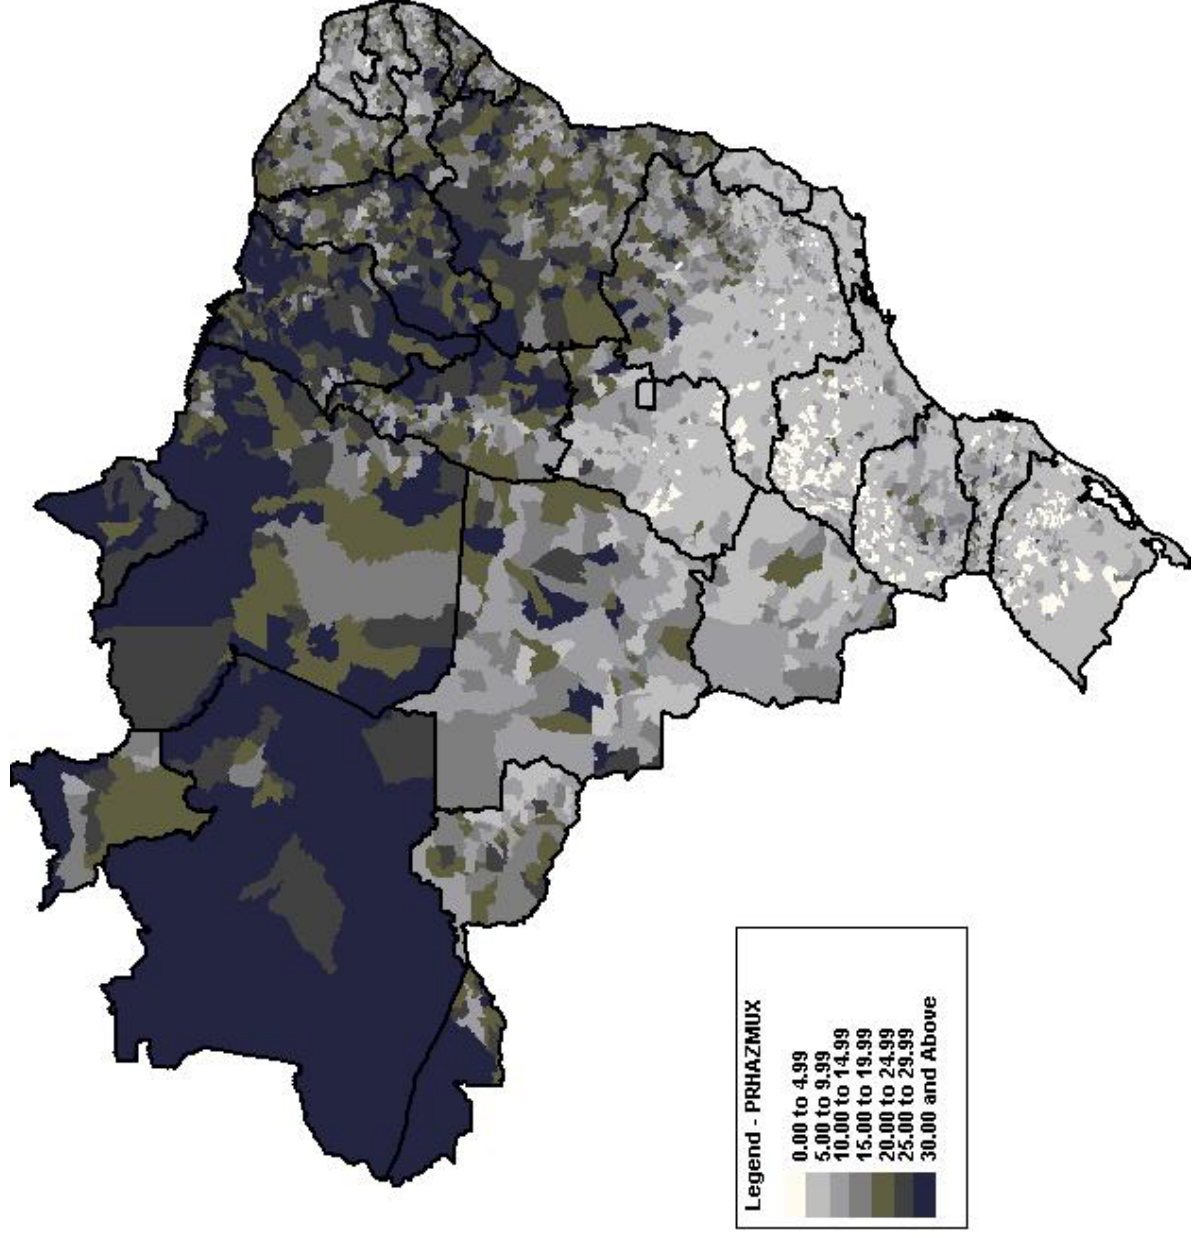 Legend - PRHAZMUX
0.00 to 4.99
5.00 to 9.99
10.00 to 14.99
15.00 to 19.99
20.00 to 24.99
25.00 to 29.99
30.00 and Above